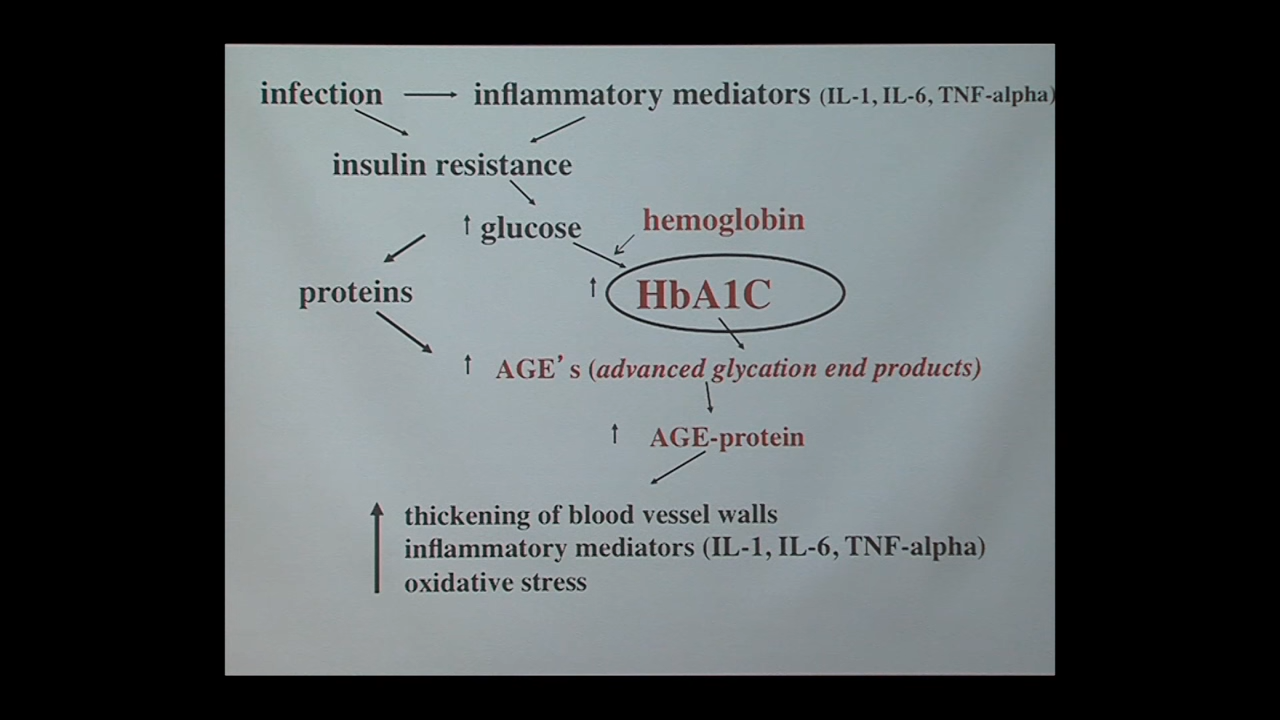 infection → inflammatory mediators (IL-1, IL-6, TNF-alpha)
insulin resistance
↑ glucose
hemoglobin
proteins
↑ HbA1C
↑ AGE's (advanced glycation end products)
↑ AGE-protein
↑ thickening of blood vessel walls
inflammatory mediators (IL-1, IL-6, TNF-alpha)
oxidative stress